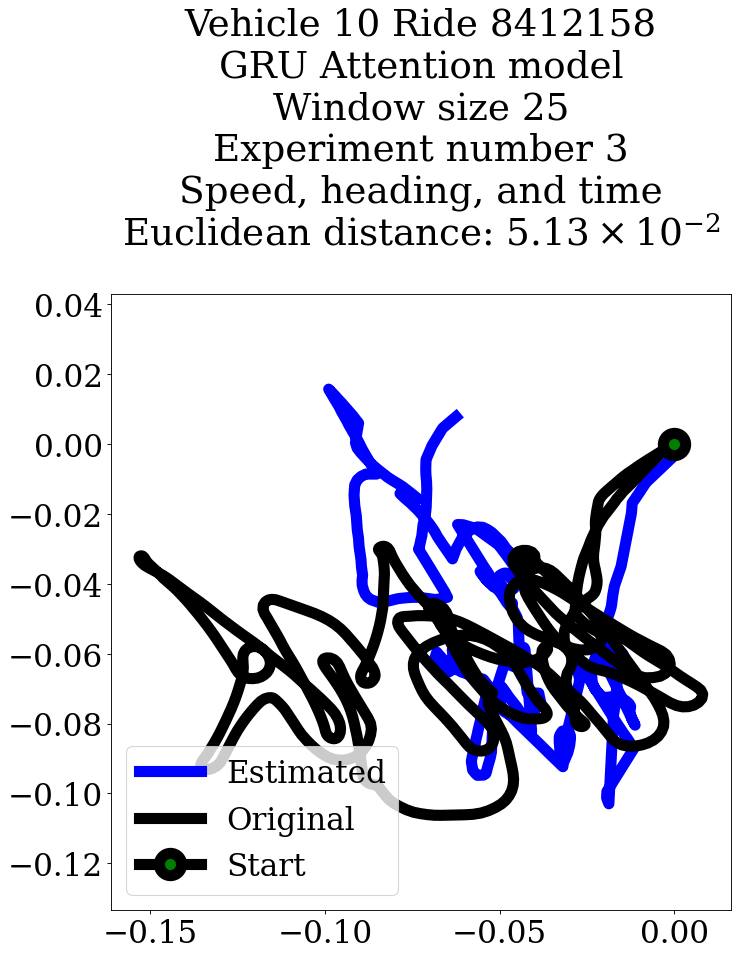 Vehicle 10 Ride 8412158
GRU Attention model
Window size 25
Experiment number 3
Speed, heading, and time
Euclidean distance: 5.13 × 10⁻²
0.04
0.02
0.00
−0.02
−0.04
−0.06
−0.08
−0.10
−0.12
Estimated
Original
Start
−0.15
−0.10
−0.05
0.00